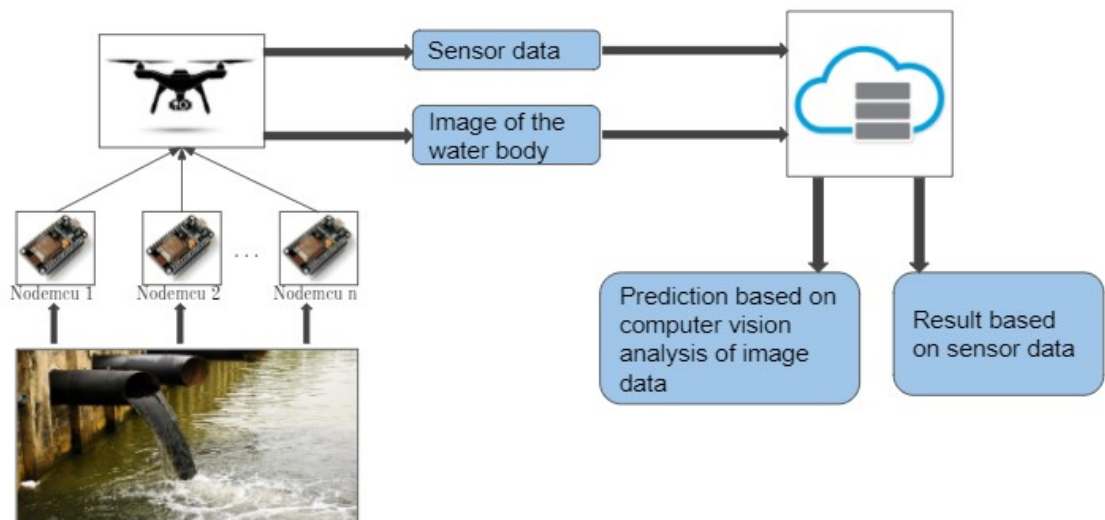 Sensor data
Image of the
water body
Nodemcu 1
Nodemcu 2
. . .
Nodemcu n
Prediction based on
computer vision
analysis of image
data
Result based
on sensor data